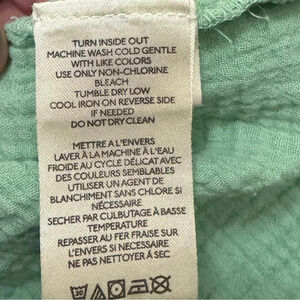 TURN INSIDE OUT
MACHINE WASH COLD GENTLE
WITH LIKE COLORS
USE ONLY NON-CHLORINE
BLEACH
TUMBLE DRY LOW
COOL IRON ON REVERSE SIDE
IF NEEDED
DO NOT DRY CLEAN
METTRE A L'ENVERS
LAVER À LA MACHINE À L'EAU
FROIDE AU CYCLE DÉLICAT AVEC
DES COULEURS SEMBLABLES
UTILISER UN AGENT DE
BLANCHIMENT SANS CHLORE SI
NÉCESSAIRE
SECHER PAR CULBUTAGE À BASSE
TEMPERATURE
REPASSER AU FER FRAISE SUR
L'ENVERS SI NECESSAIRE
NE PAS NETTOYER Á SEC
30